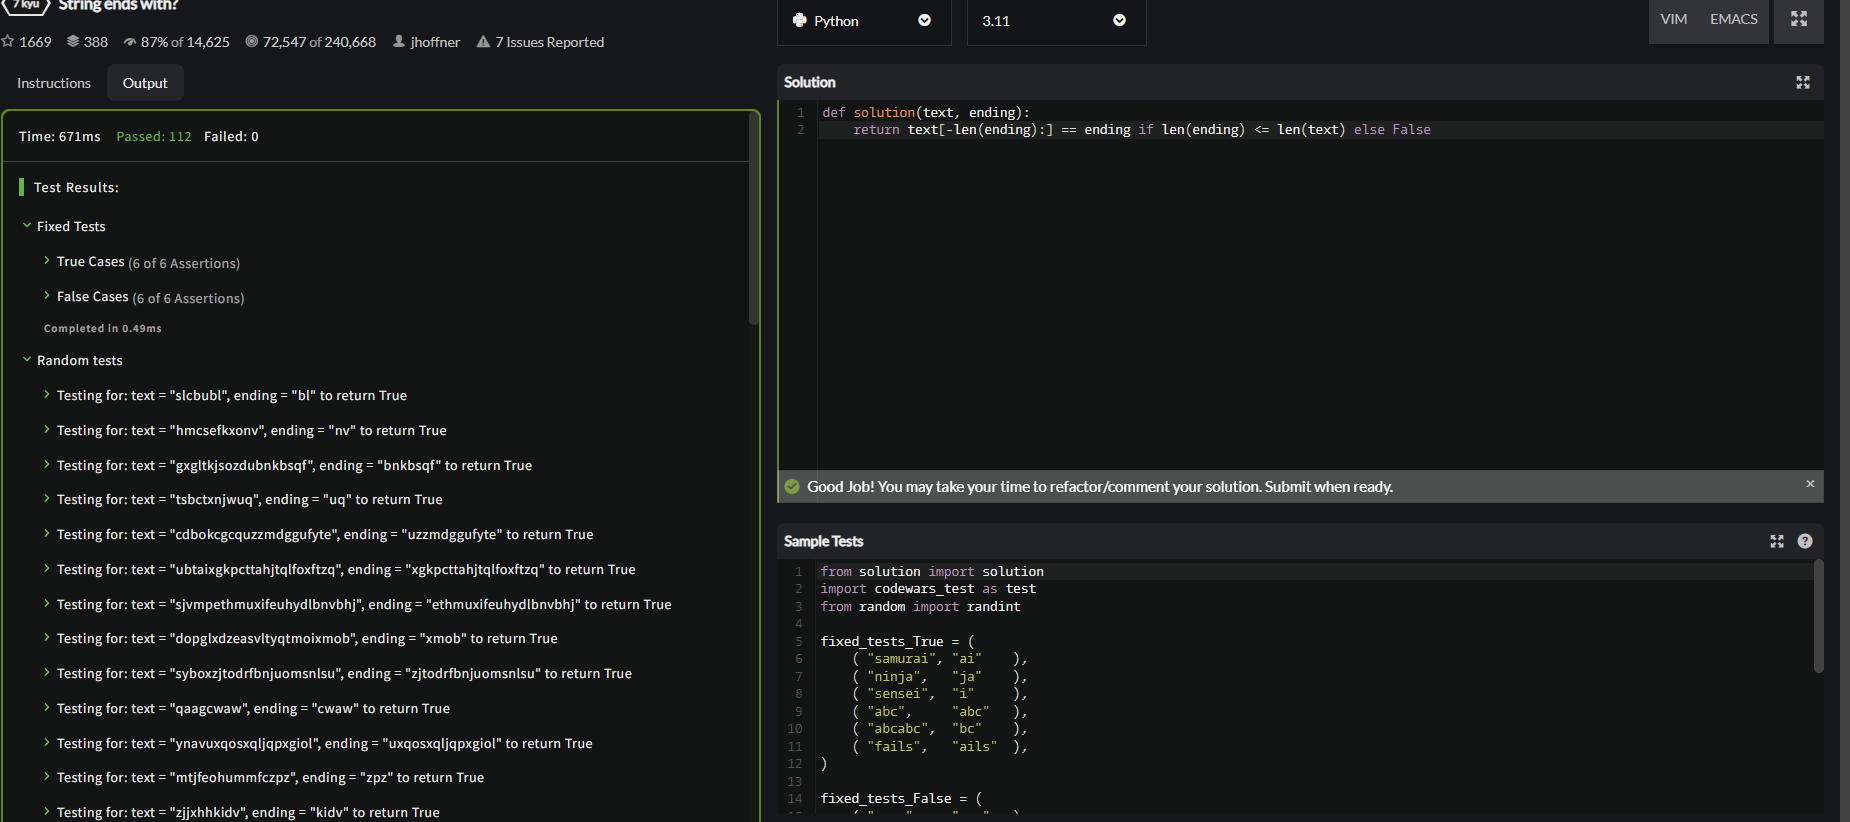 7 kyu String ends with?
1669 388 87% of 14,625 72,547 of 240,668 jhoffner 7 Issues Reported
Instructions Output
Time: 671ms Passed: 112 Failed: 0
Test Results:
Fixed Tests
True Cases (6 of 6 Assertions)
False Cases (6 of 6 Assertions)
Completed in 0.49ms
Random tests
Testing for: text = "slcbubl", ending = "bl" to return True
Testing for: text = "hmcsefkxonv", ending = "nv" to return True
Testing for: text = "gxgltkjsozdubnkbsqf", ending = "bnkbsqf" to return True
Testing for: text = "tsbctxnjwuq", ending = "uq" to return True
Testing for: text = "cdbokcgcquzzmdggufyte", ending = "uzzmdggufyte" to return True
Testing for: text = "ubtaixgkpcttahjtqlfoxftzq", ending = "xgkpcttahjtqlfoxftzq" to return True
Testing for: text = "sjvmpethmuxifeuhydlbnvbhj", ending = "ethmuxifeuhydlbnvbhj" to return True
Testing for: text = "dopglxdzeasvltyqtmoixmob", ending = "xmob" to return True
Testing for: text = "syboxzjtodrfbnjuomsnlsu", ending = "zjtodrfbnjuomsnlsu" to return True
Testing for: text = "qaagcwaw", ending = "cwaw" to return True
Testing for: text = "ynavuxqosxqljqpxgiol", ending = "uxqosxqljqpxgiol" to return True
Testing for: text = "mtjfeohummfczpz", ending = "zpz" to return True
Testing for: text = "zjjxhhkidv", ending = "kidv" to return True
Python 3.11 VIM EMACS
Solution
1 def solution(text, ending):
2 return text[-len(ending):] == ending if len(ending) <= len(text) else False
Good Job! You may take your time to refactor/comment your solution. Submit when ready. ×
Sample Tests ?
1 from solution import solution
2 import codewars_test as test
3 from random import randint
4
5 fixed_tests_True = (
6 ( "samurai", "ai" ),
7 ( "ninja", "ja" ),
8 ( "sensei", "i" ),
9 ( "abc", "abc" ),
10 ( "abcabc", "bc" ),
11 ( "fails", "ails" ),
12 )
13
14 fixed_tests_False = (